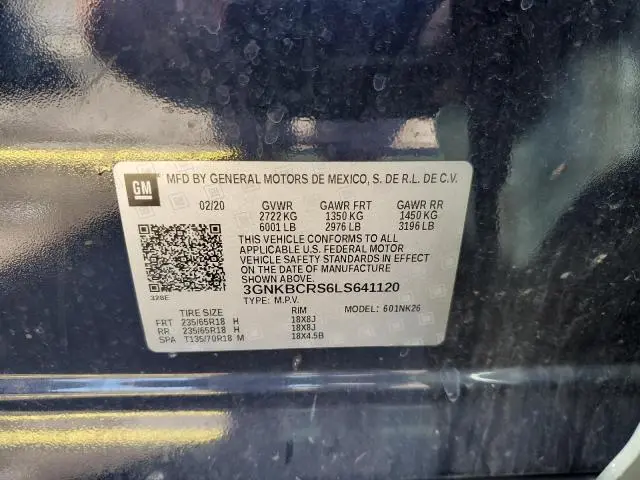 GM
MFD BY GENERAL MOTORS DE MEXICO, S. DE R.L. DE C.V.
02/20 GVWR GAWR FRT GAWR RR
2722 KG 1350 KG 1450 KG
6001 LB 2976 LB 3196 LB
THIS VEHICLE CONFORMS TO ALL
APPLICABLE U.S. FEDERAL MOTOR
VEHICLE SAFETY STANDARDS IN EFFECT
ON THE DATE OF MANUFACTURE
SHOWN ABOVE.
3GNKBCRS6LS641120
328E
TYPE: M.P.V.
MODEL: 601NK26
TIRE SIZE RIM
FRT 235/65R18 H 18X8J
RR 235/65R18 H 18X8J
SPA T135/70R18 M 18X4.5B